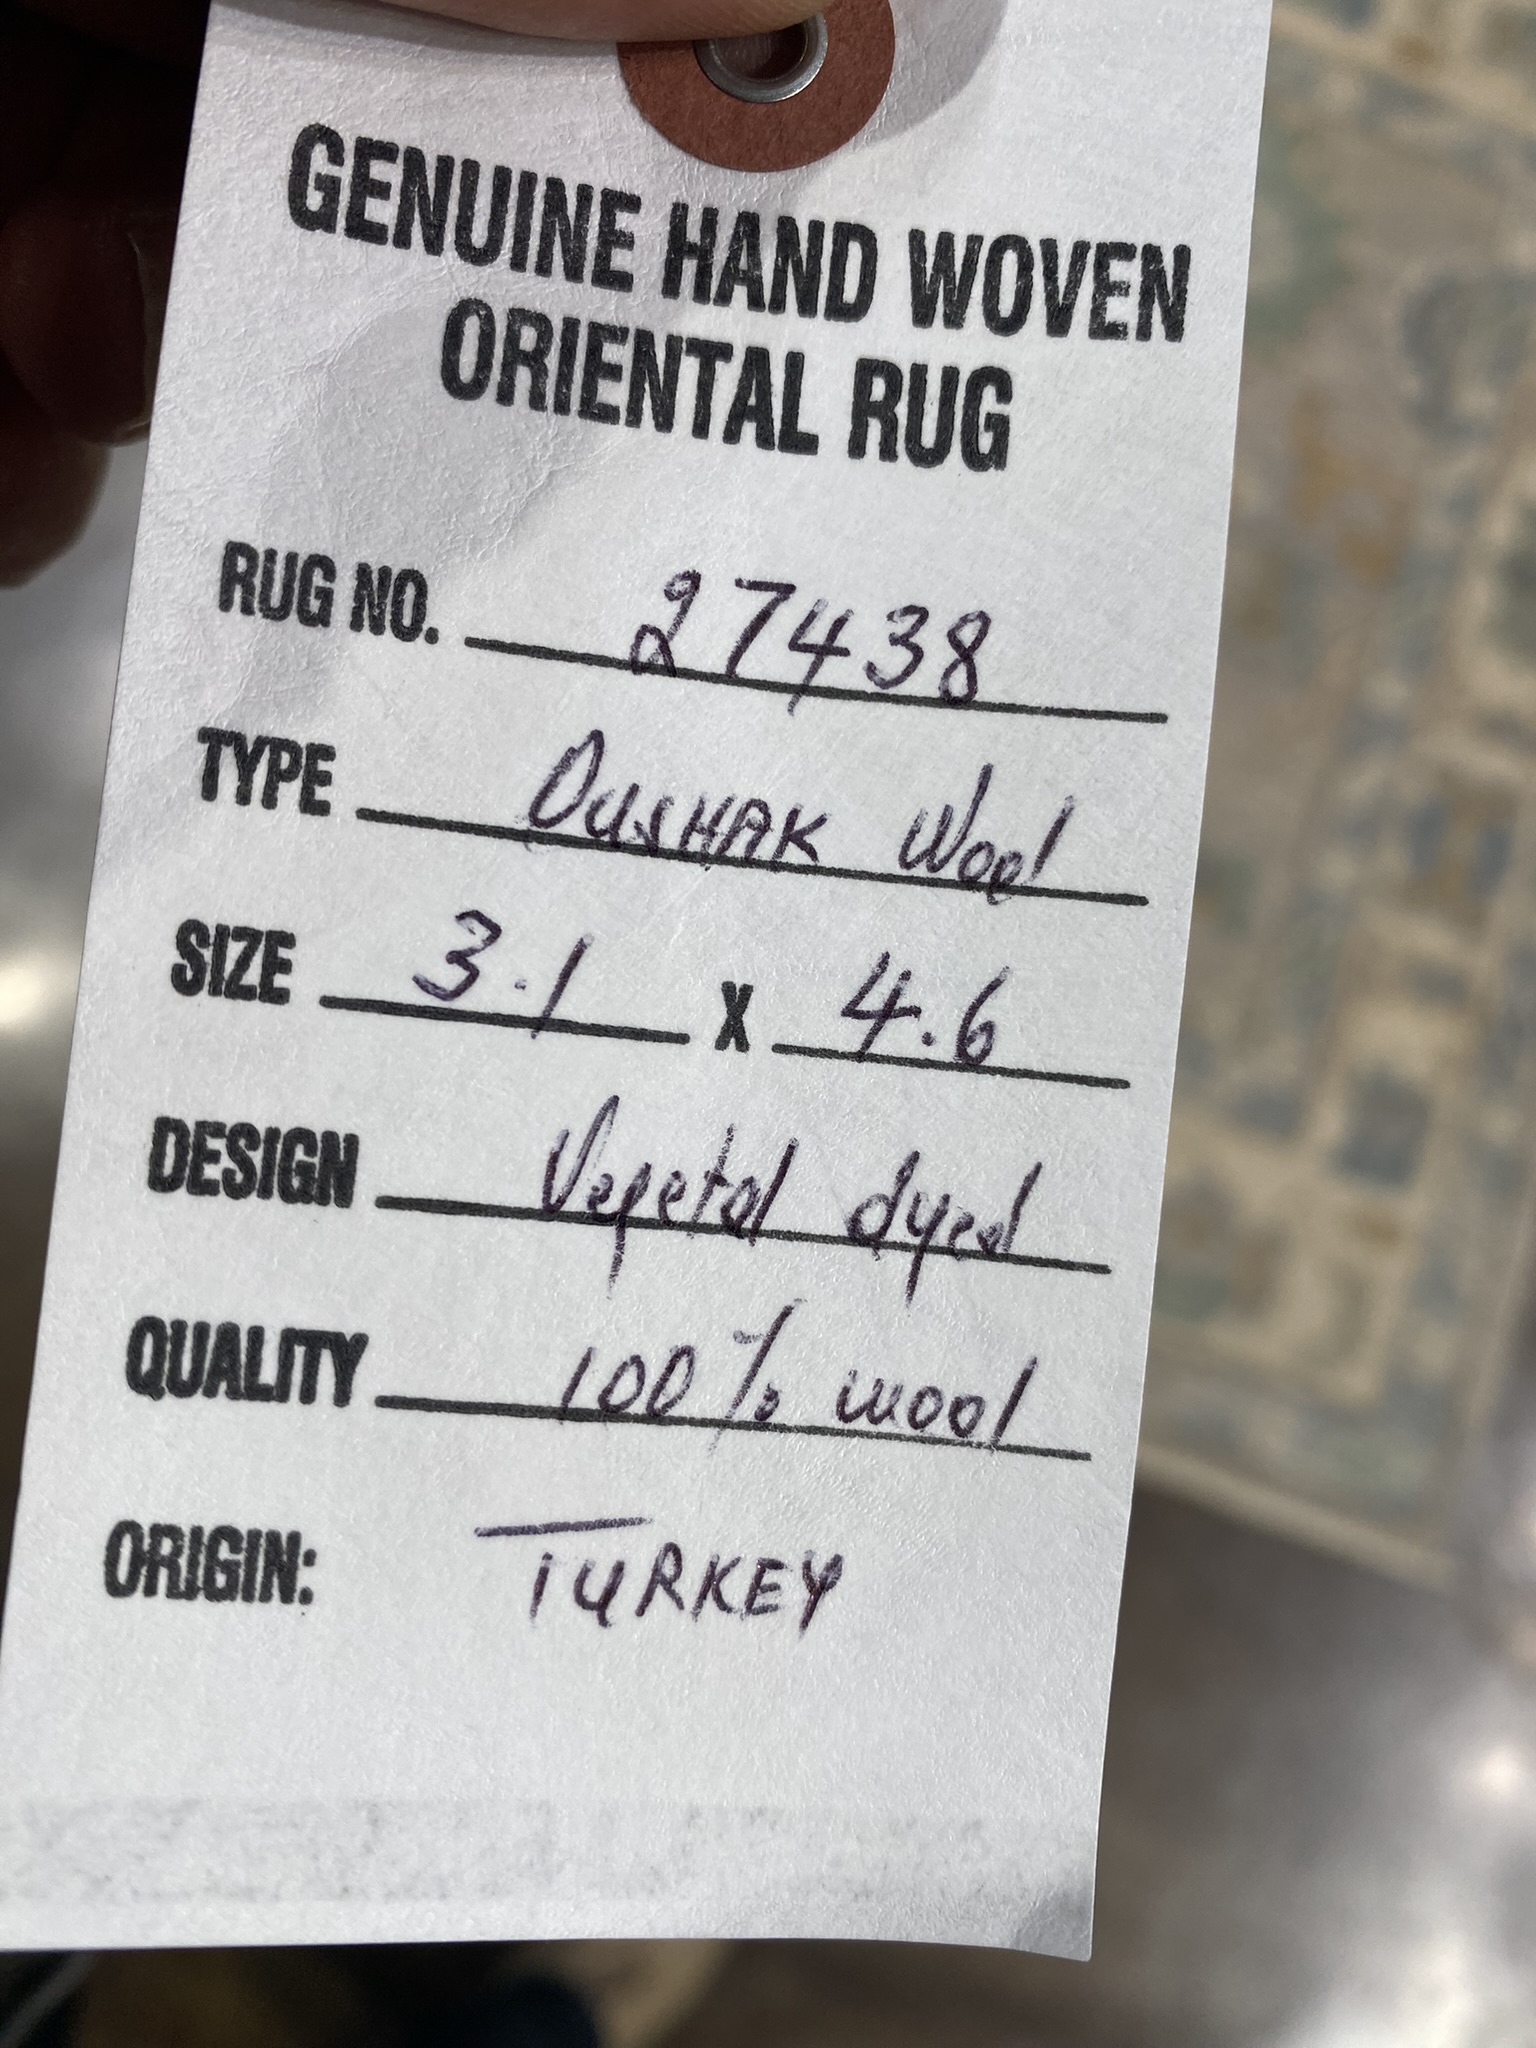 GENUINE HAND WOVEN
ORIENTAL RUG
RUG NO. 27438
TYPE OUSHAK Wool
SIZE 3.1 X 4.6
DESIGN Vegetal dyed
QUALITY 100% wool
ORIGIN: TURKEY